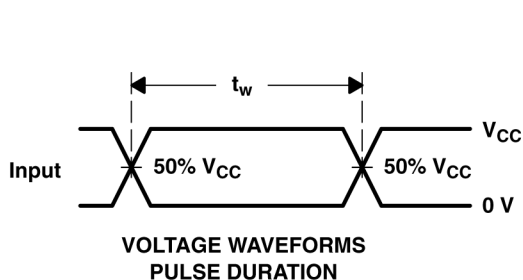 tw
VCC
Input
50% VCC
50% VCC
0 V
VOLTAGE WAVEFORMS
PULSE DURATION